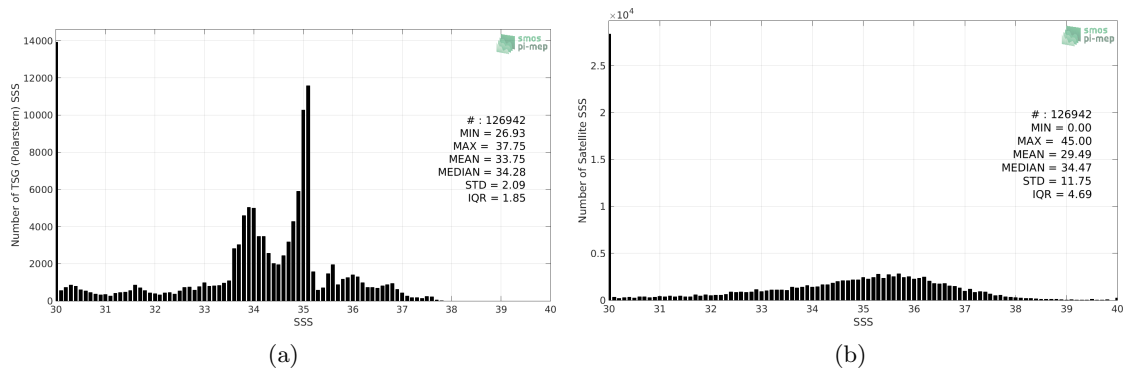 14000
12000
10000
8000
6000
4000
2000
0
30
31
32
33
34
35
36
37
38
39
40
SSS
Number of TSG (Polarstern) SSS
smos
pi-mep
# : 126942
MIN = 26.93
MAX = 37.75
MEAN = 33.75
MEDIAN = 34.28
STD = 2.09
IQR = 1.85
(a)
×10⁴
2.5
2
1.5
1
0.5
0
30
31
32
33
34
35
36
37
38
39
40
SSS
Number of Satellite SSS
smos
pi-mep
# : 126942
MIN = 0.00
MAX = 45.00
MEAN = 29.49
MEDIAN = 34.47
STD = 11.75
IQR = 4.69
(b)